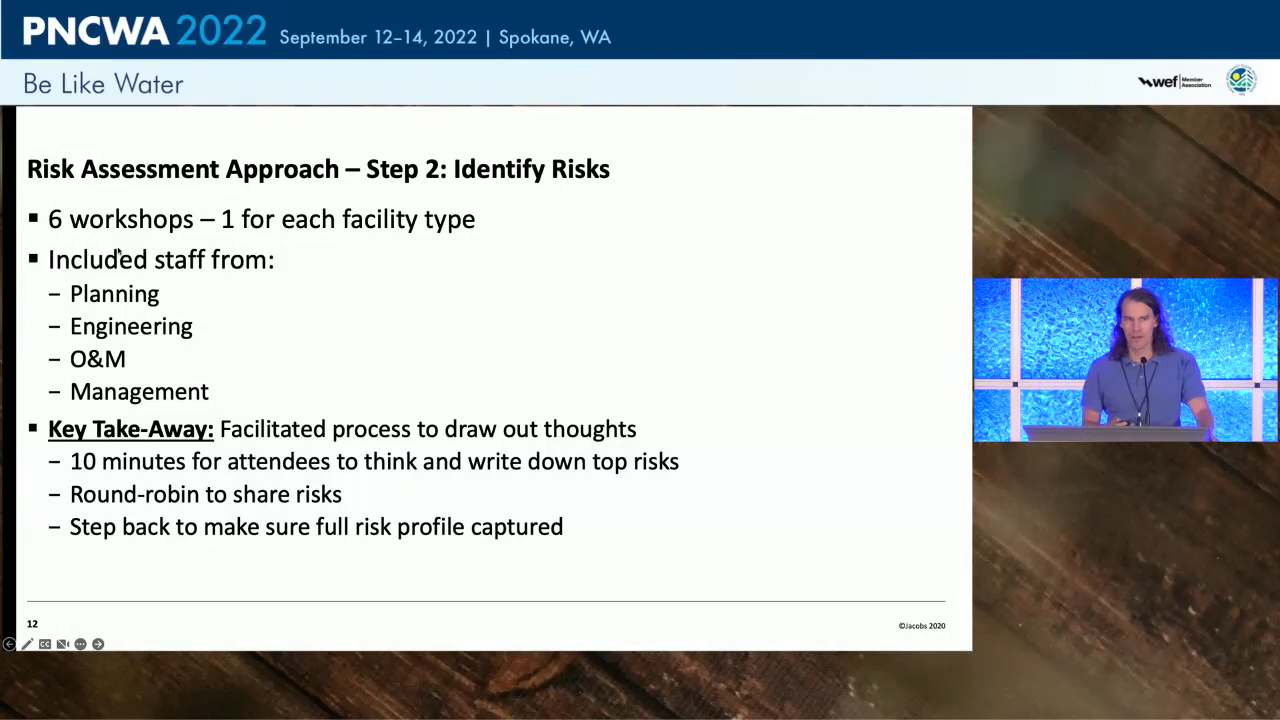 PNCWA 2022 September 12–14, 2022 | Spokane, WA
Be Like Water
wef Member Association
Risk Assessment Approach – Step 2: Identify Risks
▪ 6 workshops – 1 for each facility type
▪ Included staff from:
– Planning
– Engineering
– O&M
– Management
▪ Key Take-Away: Facilitated process to draw out thoughts
– 10 minutes for attendees to think and write down top risks
– Round-robin to share risks
– Step back to make sure full risk profile captured
12
©Jacobs 2020
CC